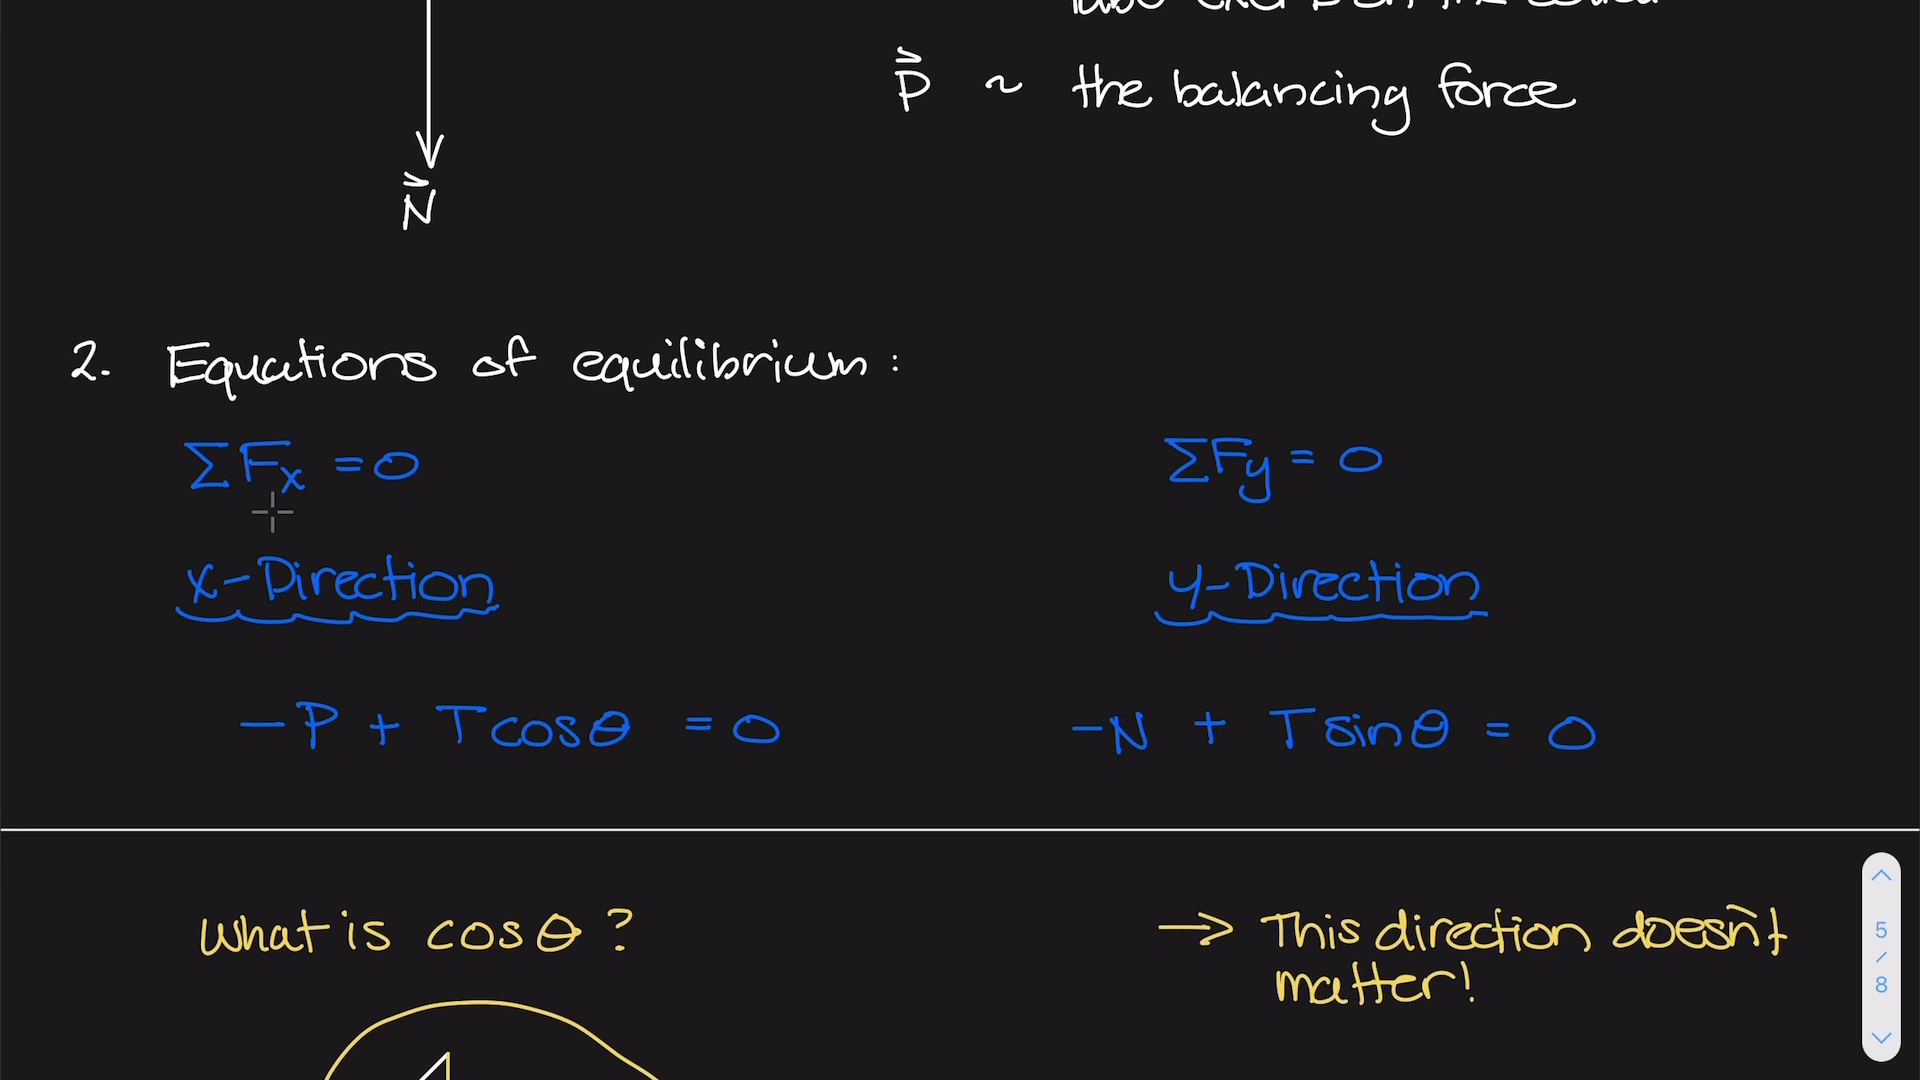 P⃗ ~ the balancing force
N⃗
2. Equations of equilibrium :
ΣFx = 0
ΣFy = 0
x-Direction
y-Direction
-P + Tcosθ = 0
-N + Tsinθ = 0
What is cosθ ?
→ This direction doesn't
matter!
5
/
8